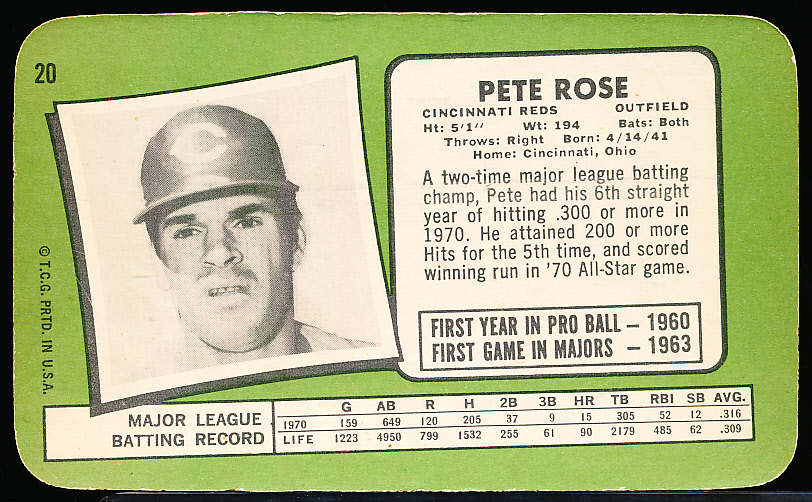 20
PETE ROSE
CINCINNATI REDS OUTFIELD
Ht: 5'1" Wt: 194 Bats: Both
Throws: Right Born: 4/14/41
Home: Cincinnati, Ohio
A two-time major league batting
champ, Pete had his 6th straight
year of hitting .300 or more in
1970. He attained 200 or more
Hits for the 5th time, and scored
winning run in '70 All-Star game.
FIRST YEAR IN PRO BALL — 1960
FIRST GAME IN MAJORS — 1963
© T.C.G. PRTD. IN U.S.A.
MAJOR LEAGUE
BATTING RECORD
G AB R H 2B 3B HR TB RBI SB AVG.
1970 159 649 120 205 37 9 15 305 52 12 .316
LIFE 1223 4950 799 1532 255 61 90 2179 485 62 .309